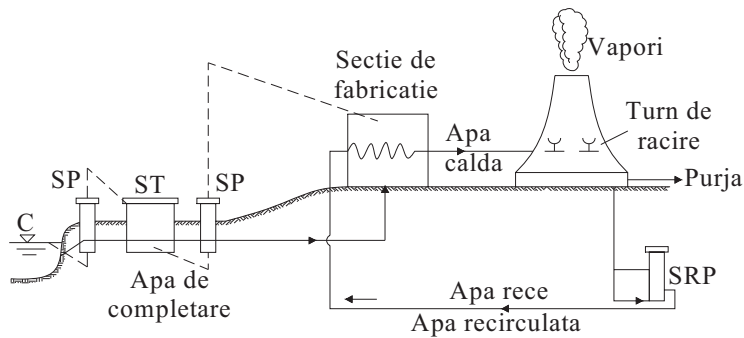 Vapori
Sectie de
fabricatie
Turn de
racire
Apa
calda
SP
ST
SP
Purja
C
Apa de
completare
SRP
Apa rece
Apa recirculata